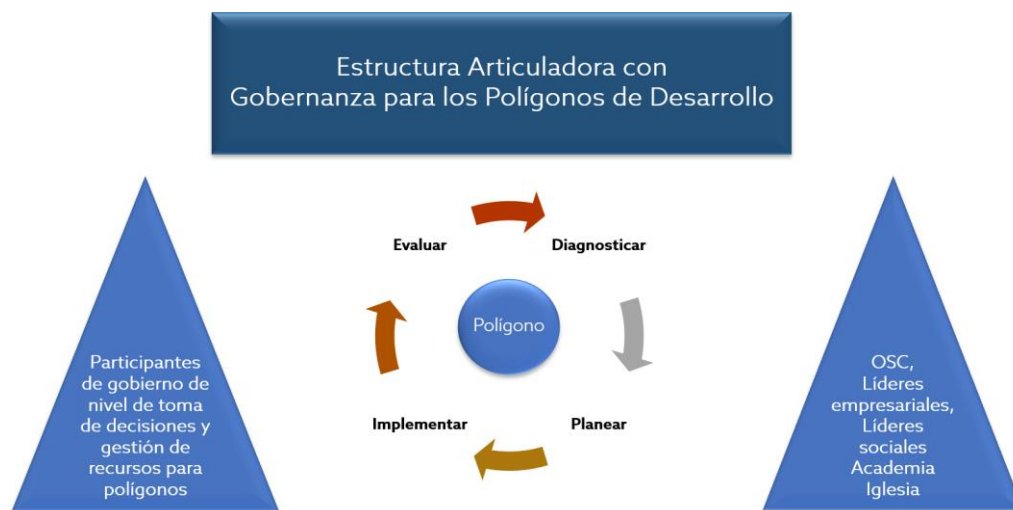 Estructura Articuladora con
Gobernanza para los Polígonos de Desarrollo
Evaluar
Diagnosticar
Polígono
Implementar
Planear
Participantes
de gobierno de
nivel de toma
de decisiones y
gestión de
recursos para
polígonos
OSC,
Líderes
empresariales,
Líderes
sociales
Academia
Iglesia